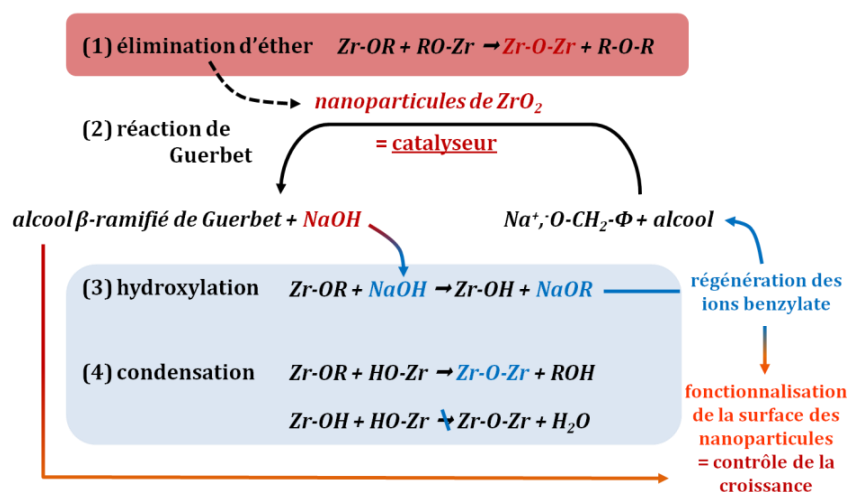 (1) élimination d'éther Zr-OR + RO-Zr → Zr-O-Zr + R-O-R
nanoparticules de ZrO₂
(2) réaction de
Guerbet
= catalyseur
alcool β-ramifié de Guerbet + NaOH
Na⁺,⁻O-CH₂-Φ + alcool
(3) hydroxylation Zr-OR + NaOH → Zr-OH + NaOR
régénération des
ions benzylate
(4) condensation Zr-OR + HO-Zr → Zr-O-Zr + ROH
Zr-OH + HO-Zr → Zr-O-Zr + H₂O
fonctionnalisation
de la surface des
nanoparticules
= contrôle de la
croissance